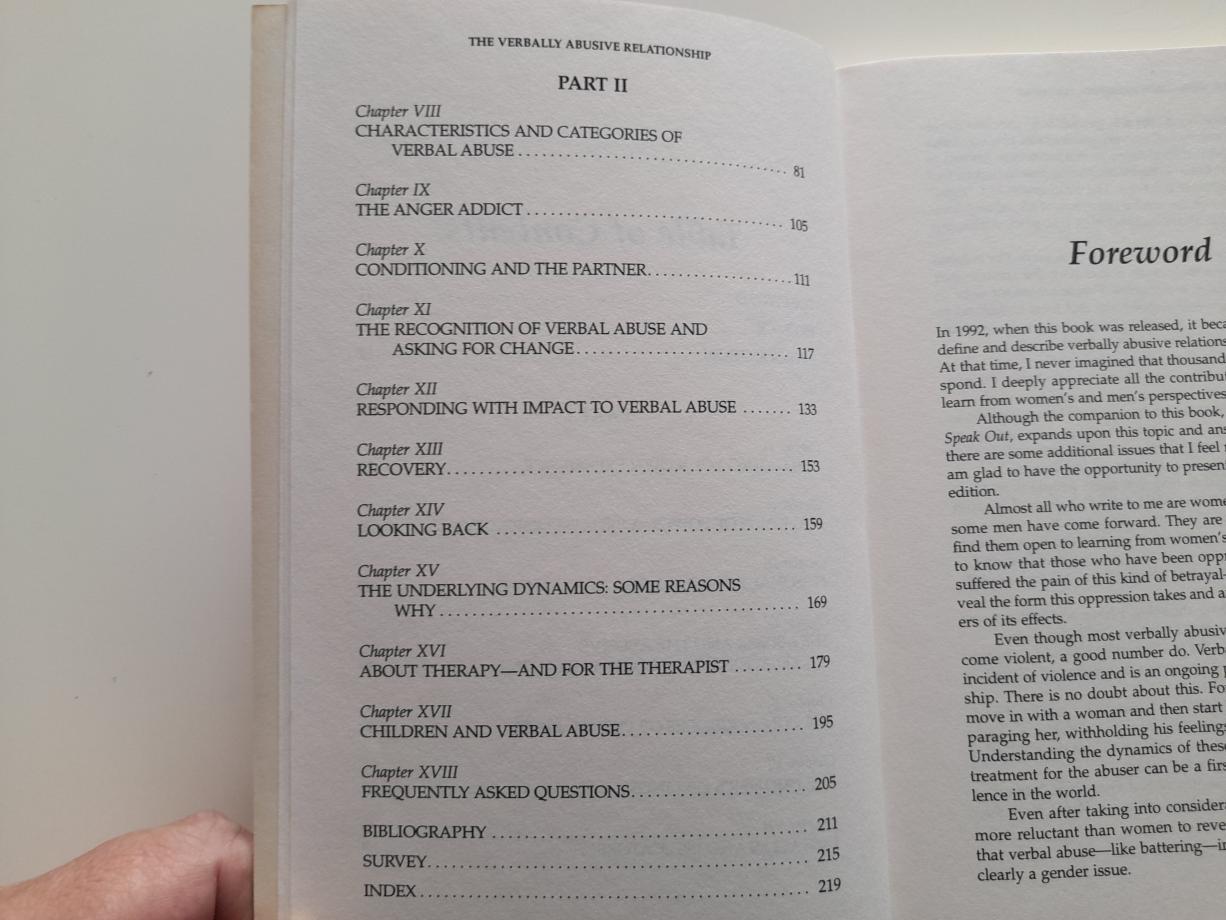 THE VERBALLY ABUSIVE RELATIONSHIP
PART II
Chapter VIII
CHARACTERISTICS AND CATEGORIES OF
VERBAL ABUSE . . . . . . . . . . . . . . . . . . . . . . . . . . . . . . . . . . . . . 81
Chapter IX
THE ANGER ADDICT . . . . . . . . . . . . . . . . . . . . . . . . . . . . . . . . . . . 105
Chapter X
CONDITIONING AND THE PARTNER. . . . . . . . . . . . . . . . . . . . 111
Chapter XI
THE RECOGNITION OF VERBAL ABUSE AND
ASKING FOR CHANGE. . . . . . . . . . . . . . . . . . . . . . . . . . . . . 117
Chapter XII
RESPONDING WITH IMPACT TO VERBAL ABUSE . . . . . . . 133
Chapter XIII
RECOVERY. . . . . . . . . . . . . . . . . . . . . . . . . . . . . . . . . . . . . . . . . . . . . . . 153
Chapter XIV
LOOKING BACK . . . . . . . . . . . . . . . . . . . . . . . . . . . . . . . . . . . . . . . . . 159
Chapter XV
THE UNDERLYING DYNAMICS: SOME REASONS
WHY . . . . . . . . . . . . . . . . . . . . . . . . . . . . . . . . . . . . . . . . . . . . . . . . . 169
Chapter XVI
ABOUT THERAPY—AND FOR THE THERAPIST . . . . . . . . . 179
Chapter XVII
CHILDREN AND VERBAL ABUSE. . . . . . . . . . . . . . . . . . . . . . . . . 195
Chapter XVIII
FREQUENTLY ASKED QUESTIONS. . . . . . . . . . . . . . . . . . . . . . . . 205
BIBLIOGRAPHY . . . . . . . . . . . . . . . . . . . . . . . . . . . . . . . . . . . . . . . . . . . 211
SURVEY. . . . . . . . . . . . . . . . . . . . . . . . . . . . . . . . . . . . . . . . . . . . . . . . . . . . 215
INDEX . . . . . . . . . . . . . . . . . . . . . . . . . . . . . . . . . . . . . . . . . . . . . . . . . . . . . 219
Foreword
In 1992, when this book was released, it beca
define and describe verbally abusive relations
At that time, I never imagined that thousand
spond. I deeply appreciate all the contribut
learn from women's and men's perspectives
Although the companion to this book,
Speak Out, expands upon this topic and ans
there are some additional issues that I feel
am glad to have the opportunity to presen
edition.
Almost all who write to me are wome
some men have come forward. They are
find them open to learning from women's
to know that those who have been oppr
suffered the pain of this kind of betrayal-
veal the form this oppression takes and a
ers of its effects.
Even though most verbally abusiv
come violent, a good number do. Verb
incident of violence and is an ongoing p
ship. There is no doubt about this. Fo
move in with a woman and then start
paraging her, withholding his feelings
Understanding the dynamics of these
treatment for the abuser can be a firs
lence in the world.
Even after taking into consider
more reluctant than women to reve
that verbal abuse—like battering—i
clearly a gender issue.